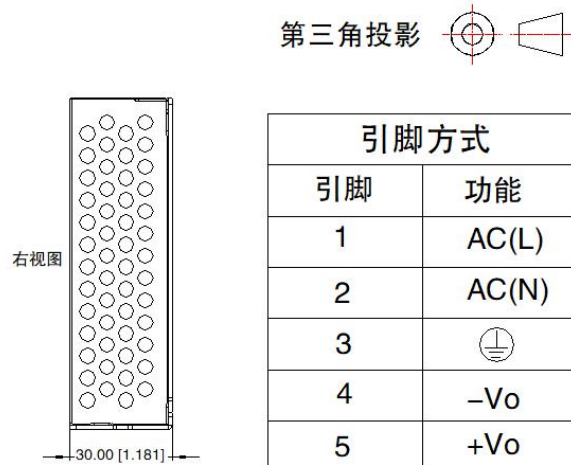 第三角投影
引脚方式
引脚 功能
1 AC(L)
2 AC(N)
右视图
3
4 −Vo
5 +Vo
30.00 [1.181]